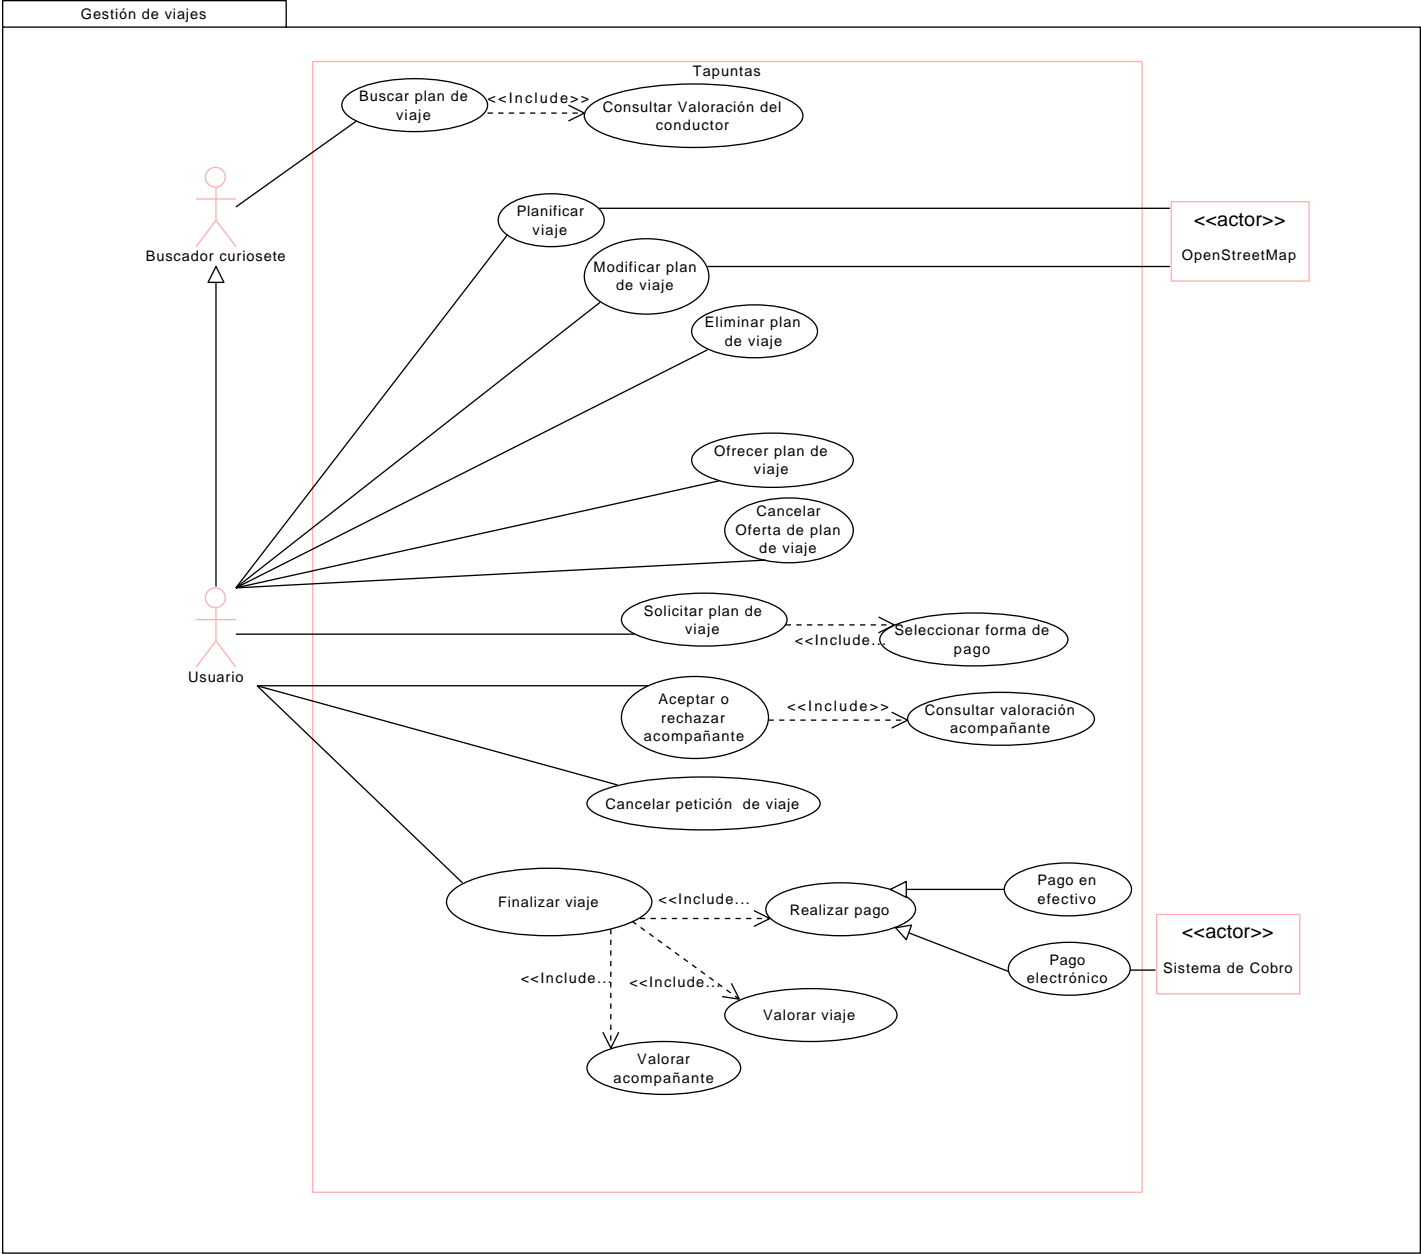 Gestión de viajes
Tapuntas
Buscar plan de
viaje
<<Include>>
Consultar Valoración del
conductor
Buscador curiosete
Planificar
viaje
<<actor>>
OpenStreetMap
Modificar plan
de viaje
Eliminar plan
de viaje
Ofrecer plan de
viaje
Cancelar
Oferta de plan
de viaje
Usuario
Solicitar plan de
viaje
<<Include...
Seleccionar forma de
pago
Aceptar o
rechazar
acompañante
<<Include>>
Consultar valoración
acompañante
Cancelar petición  de viaje
Finalizar viaje
<<Include...
Realizar pago
Pago en
efectivo
Pago
electrónico
<<actor>>
Sistema de Cobro
<<Include...
<<Include...
Valorar viaje
Valorar
acompañante